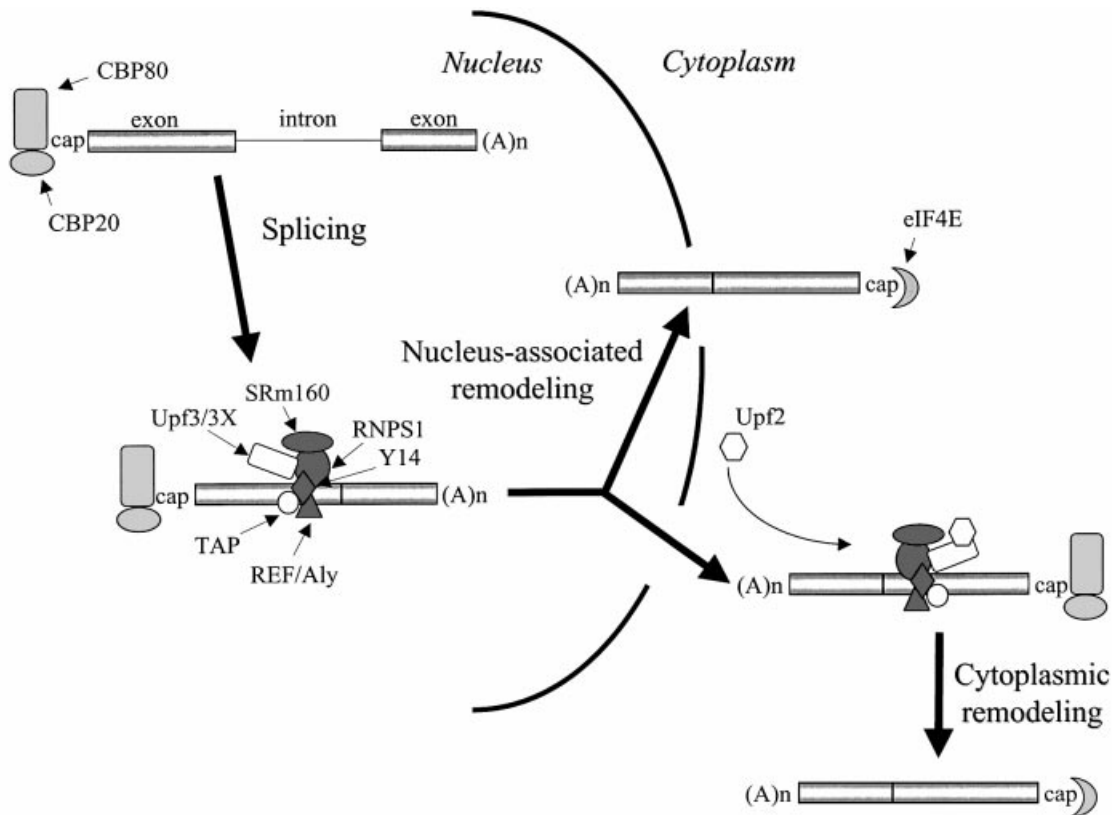 CBP80
Nucleus
Cytoplasm
exon
intron
exon
cap
(A)n
CBP20
Splicing
eIF4E
(A)n
cap
Nucleus-associated
remodeling
SRm160
Upf3/3X
RNPS1
Y14
Upf2
cap
(A)n
TAP
REF/Aly
(A)n
cap
Cytoplasmic
remodeling
(A)n
cap